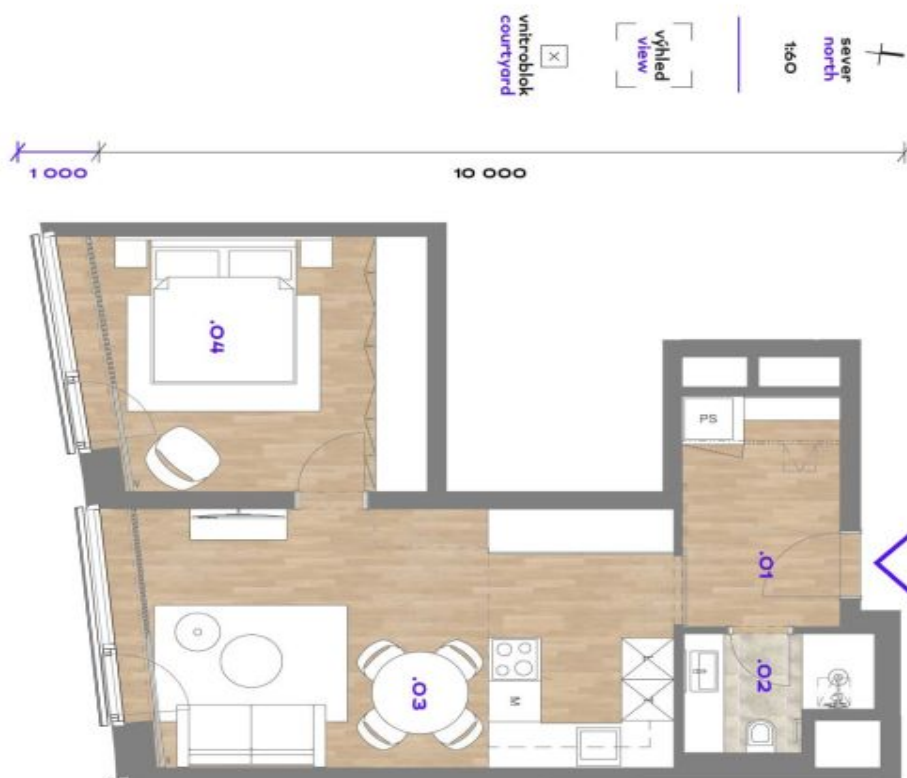 sever
north
1:60
výhled
view
X
vnitroblok
courtyard
1 000
10 000
.04
PS
.01
.02
.03
M